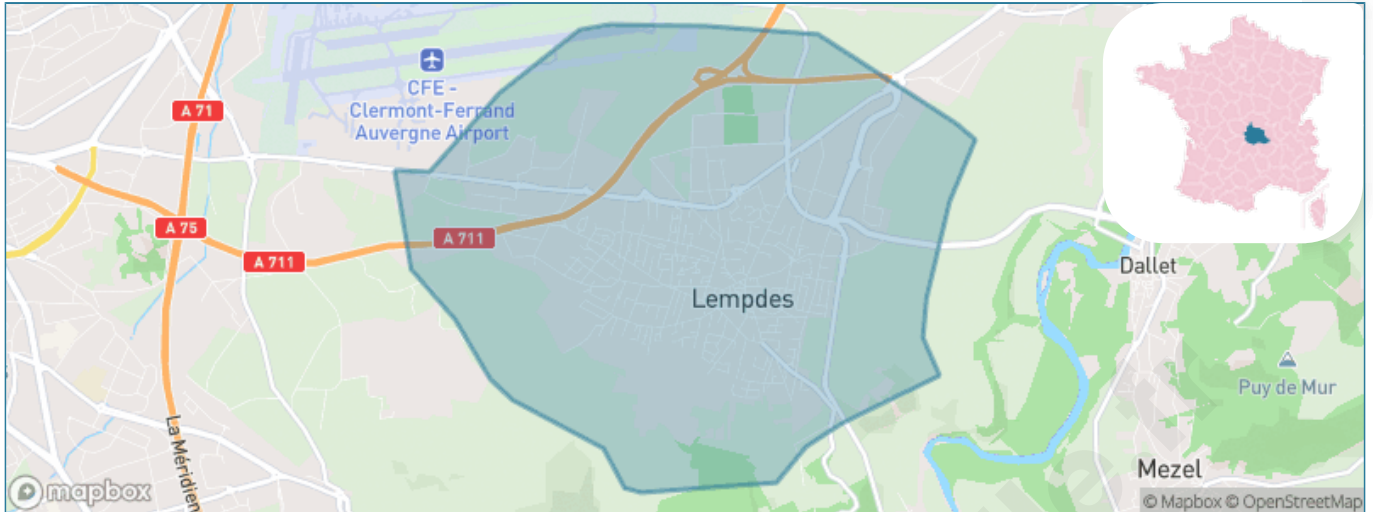 CFE -
Clermont-Ferrand
Auvergne Airport
A 71
A 75
A 711
A 711
Dallet
Lempdes
Puy de Mur
La Méridien
Mezel
mapbox
© Mapbox © OpenStreetMap